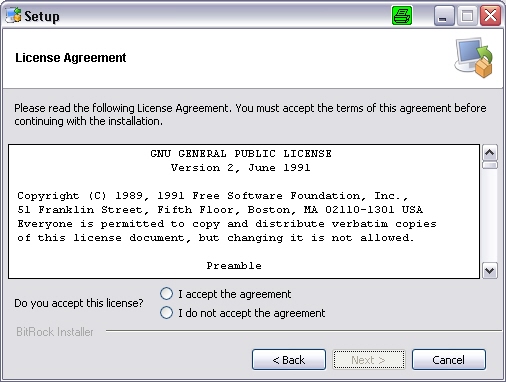 Setup
License Agreement
Please read the following License Agreement. You must accept the terms of this agreement before
continuing with the installation.
GNU GENERAL PUBLIC LICENSE
Version 2, June 1991
Copyright (C) 1989, 1991 Free Software Foundation, Inc.,
51 Franklin Street, Fifth Floor, Boston, MA 02110-1301 USA
Everyone is permitted to copy and distribute verbatim copies
of this license document, but changing it is not allowed.
Preamble
Do you accept this license?
I accept the agreement
I do not accept the agreement
BitRock Installer
< Back
Next >
Cancel